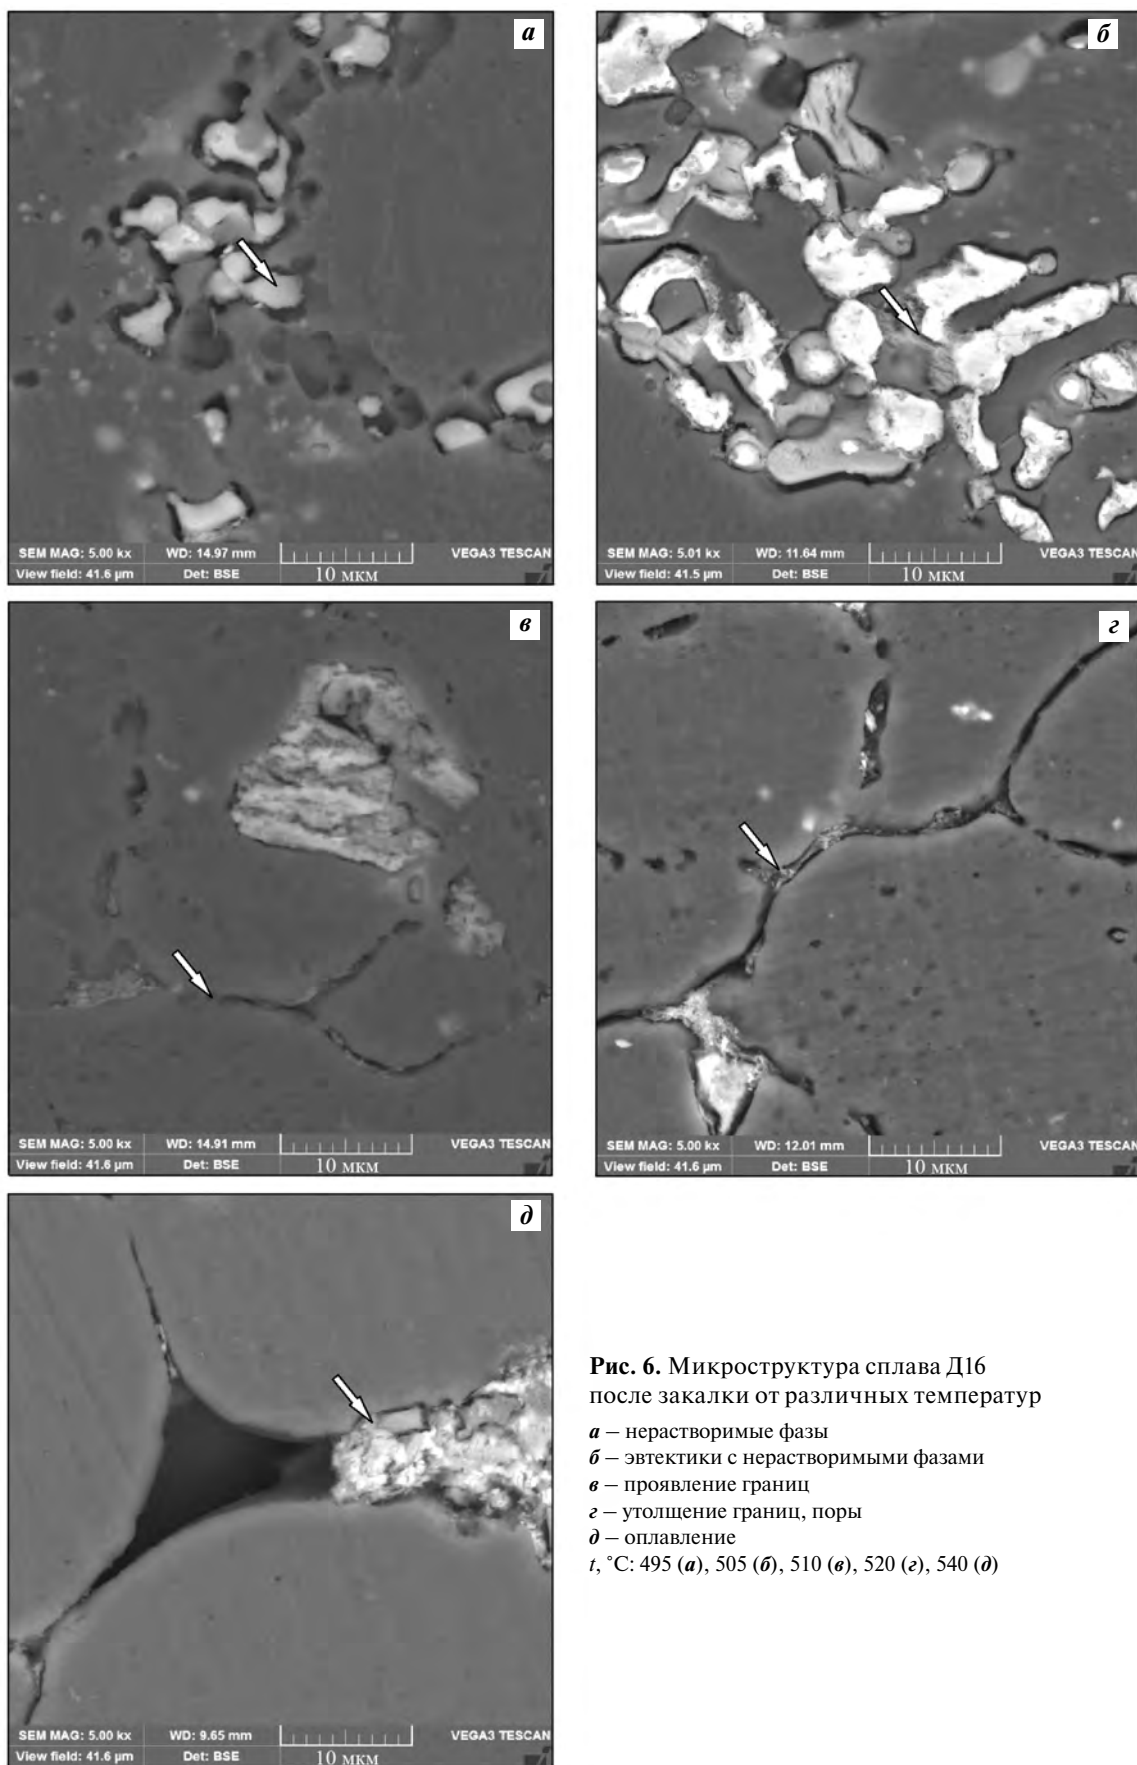 а
SEM MAG: 5.00 kx WD: 14.97 mm VEGA3 TESCAN
View field: 41.6 µm Det: BSE 10 мкм
б
SEM MAG: 5.01 kx WD: 11.64 mm VEGA3 TESCAN
View field: 41.5 µm Det: BSE 10 мкм
в
SEM MAG: 5.00 kx WD: 14.91 mm VEGA3 TESCAN
View field: 41.6 µm Det: BSE 10 мкм
г
SEM MAG: 5.00 kx WD: 12.01 mm VEGA3 TESCAN
View field: 41.6 µm Det: BSE 10 мкм
д
SEM MAG: 5.00 kx WD: 9.65 mm VEGA3 TESCAN
View field: 41.6 µm Det: BSE 10 мкм
Рис. 6. Микроструктура сплава Д16
после закалки от различных температур
а – нерастворимые фазы
б – эвтектики с нерастворимыми фазами
в – проявление границ
г – утолщение границ, поры
д – оплавление
t, ˚С: 495 (а), 505 (б), 510 (в), 520 (г), 540 (д)